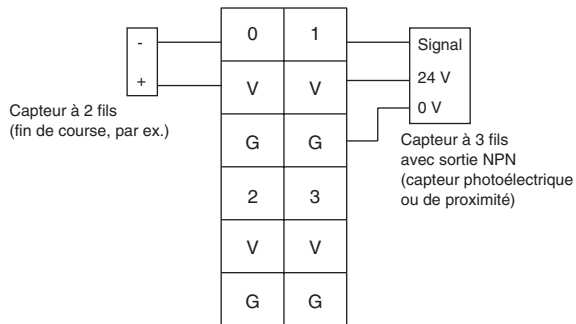 -
+
Capteur à 2 fils
(fin de course, par ex.)
0 1
V V
G G
2 3
V V
G G
Signal
24 V
0 V
Capteur à 3 fils
avec sortie NPN
(capteur photoélectrique
ou de proximité)